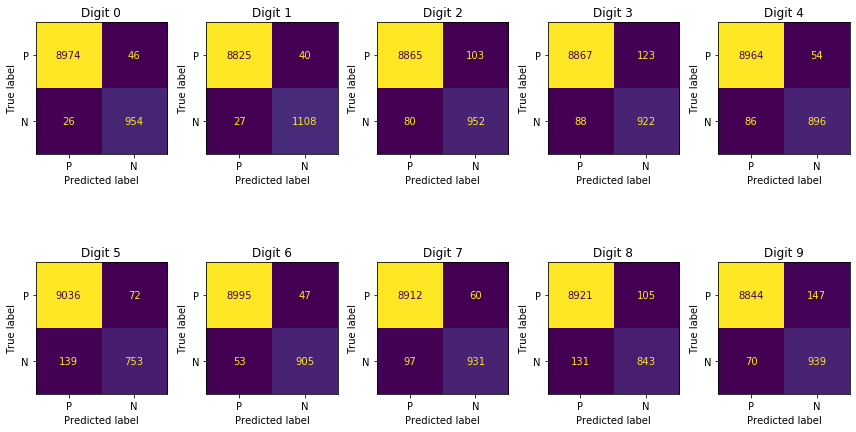 Digit 0
True label
P
8974 46
N
26 954
P N
Predicted label
Digit 1
True label
P
8825 40
N
27 1108
P N
Predicted label
Digit 2
True label
P
8865 103
N
80 952
P N
Predicted label
Digit 3
True label
P
8867 123
N
88 922
P N
Predicted label
Digit 4
True label
P
8964 54
N
86 896
P N
Predicted label
Digit 5
True label
P
9036 72
N
139 753
P N
Predicted label
Digit 6
True label
P
8995 47
N
53 905
P N
Predicted label
Digit 7
True label
P
8912 60
N
97 931
P N
Predicted label
Digit 8
True label
P
8921 105
N
131 843
P N
Predicted label
Digit 9
True label
P
8844 147
N
70 939
P N
Predicted label